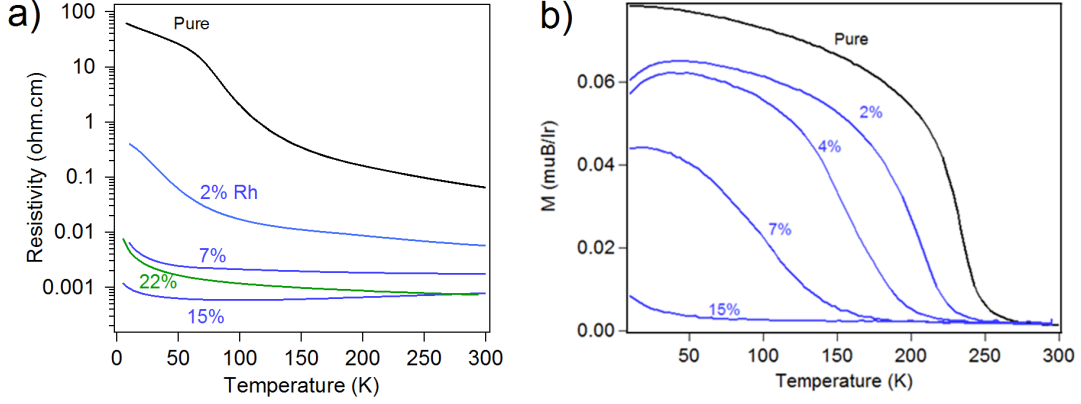 a)
Resistivity (ohm.cm)
100
10
1
0.1
0.01
0.001
Pure
2% Rh
7%
22%
15%
0 50 100 150 200 250 300
Temperature (K)
b)
M (muB/Ir)
0.06
0.04
0.02
0.00
Pure
2%
4%
7%
15%
50 100 150 200 250 300
Temperature (K)